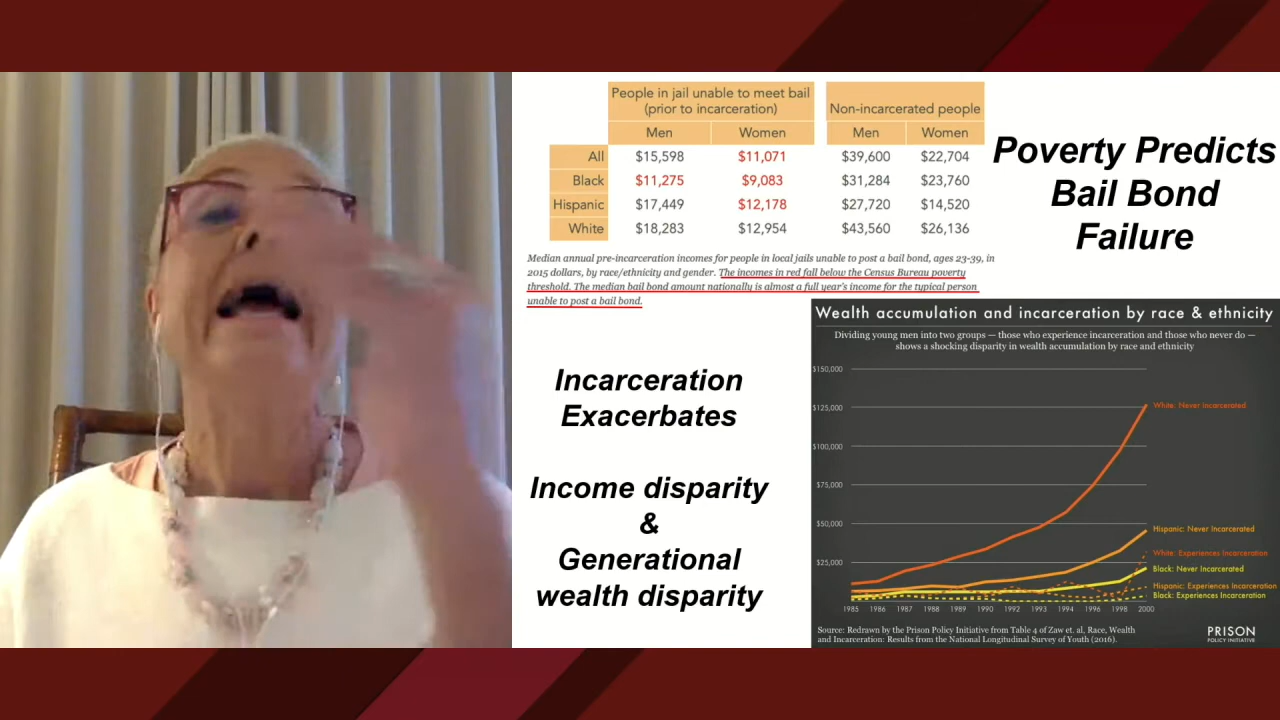 People in jail unable to meet bail
(prior to incarceration)
Non-incarcerated people
Men Women Men Women
All $15,598 $11,071 $39,600 $22,704
Black $11,275 $9,083 $31,284 $23,760
Hispanic $17,449 $12,178 $27,720 $14,520
White $18,283 $12,954 $43,560 $26,136
Median annual pre-incarceration incomes for people in local jails unable to post a bail bond, ages 23-39, in
2015 dollars, by race/ethnicity and gender. The incomes in red fall below the Census Bureau poverty
threshold. The median bail bond amount nationally is almost a full year's income for the typical person
unable to post a bail bond.
Poverty Predicts
Bail Bond
Failure
Incarceration
Exacerbates
Income disparity
&
Generational
wealth disparity
Wealth accumulation and incarceration by race & ethnicity
Dividing young men into two groups — those who experience incarceration and those who never do —
shows a shocking disparity in wealth accumulation by race and ethnicity
$150,000
$125,000
$100,000
$75,000
$50,000
$25,000
White: Never Incarcerated
Hispanic: Never Incarcerated
White: Experiences Incarceration
Black: Never Incarcerated
Hispanic: Experiences Incarceration
Black: Experiences Incarceration
1985 1986 1987 1988 1989 1990 1992 1993 1994 1996 1998 2000
Source: Redrawn by the Prison Policy Initiative from Table 4 of Zaw et. al, Race, Wealth
and Incarceration: Results from the National Longitudinal Survey of Youth (2016).
PRISON
POLICY INITIATIVE